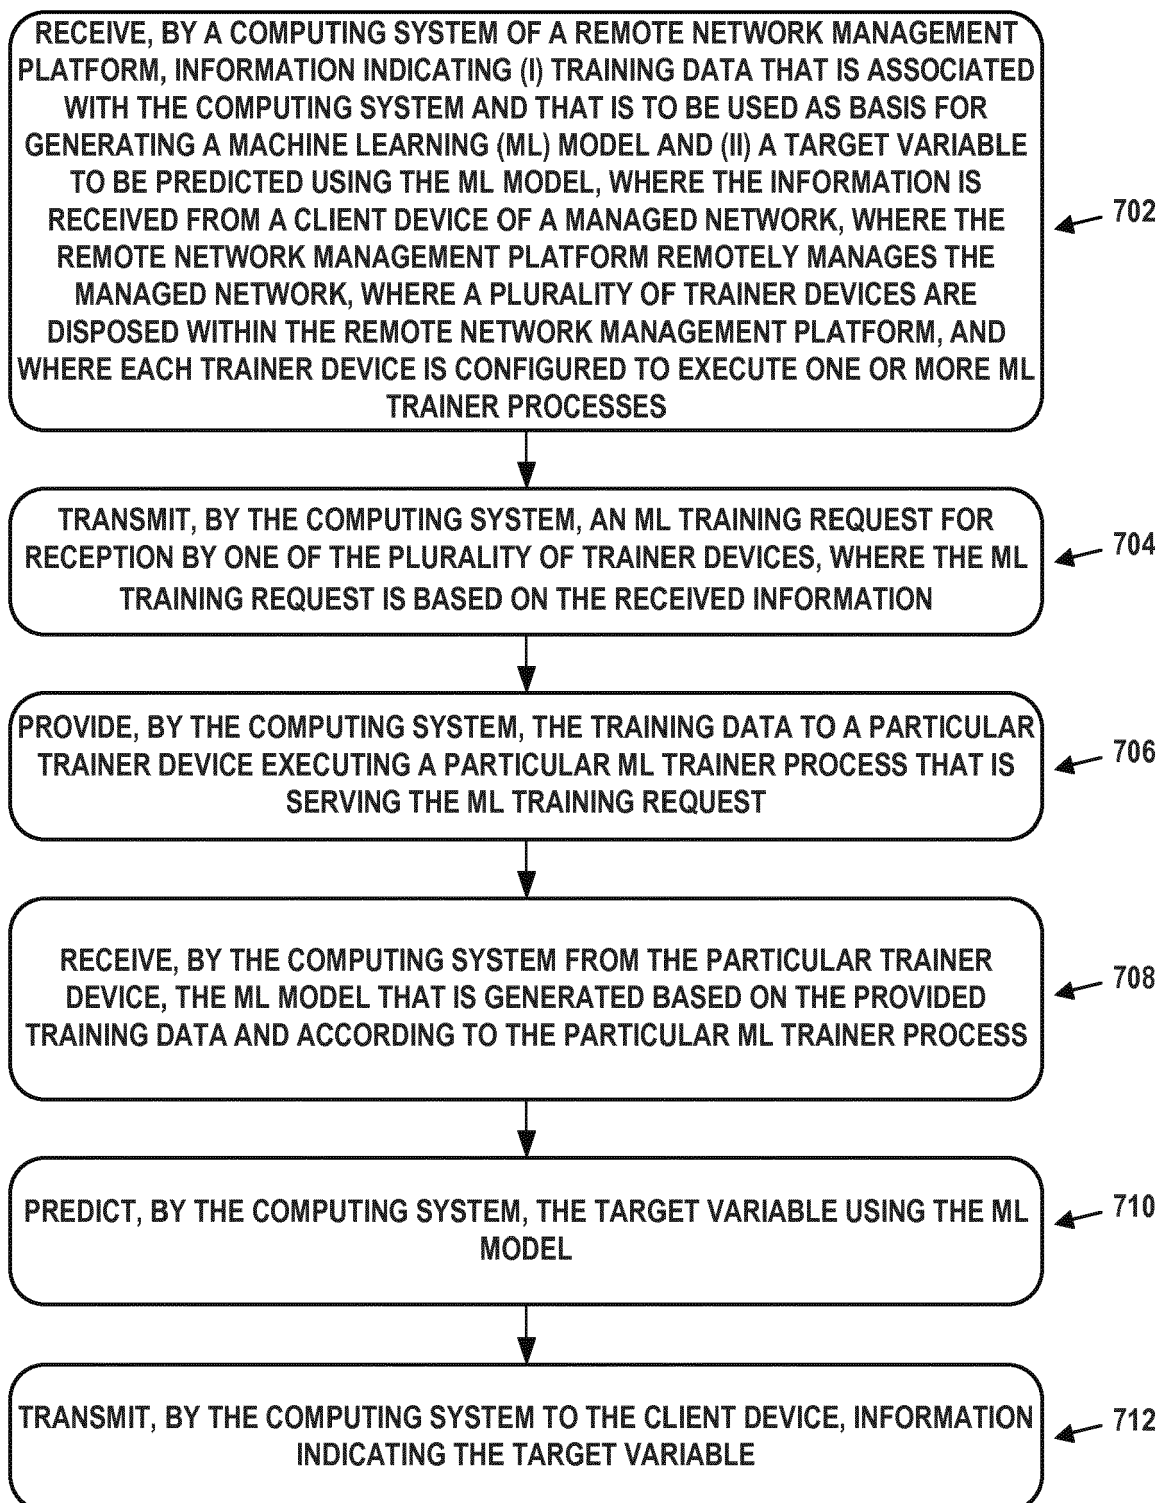 RECEIVE, BY A COMPUTING SYSTEM OF A REMOTE NETWORK MANAGEMENT
PLATFORM, INFORMATION INDICATING (I) TRAINING DATA THAT IS ASSOCIATED
WITH THE COMPUTING SYSTEM AND THAT IS TO BE USED AS BASIS FOR
GENERATING A MACHINE LEARNING (ML) MODEL AND (II) A TARGET VARIABLE
TO BE PREDICTED USING THE ML MODEL, WHERE THE INFORMATION IS
RECEIVED FROM A CLIENT DEVICE OF A MANAGED NETWORK, WHERE THE
REMOTE NETWORK MANAGEMENT PLATFORM REMOTELY MANAGES THE
MANAGED NETWORK, WHERE A PLURALITY OF TRAINER DEVICES ARE
DISPOSED WITHIN THE REMOTE NETWORK MANAGEMENT PLATFORM, AND
WHERE EACH TRAINER DEVICE IS CONFIGURED TO EXECUTE ONE OR MORE ML
TRAINER PROCESSES
702
TRANSMIT, BY THE COMPUTING SYSTEM, AN ML TRAINING REQUEST FOR
RECEPTION BY ONE OF THE PLURALITY OF TRAINER DEVICES, WHERE THE ML
TRAINING REQUEST IS BASED ON THE RECEIVED INFORMATION
704
PROVIDE, BY THE COMPUTING SYSTEM, THE TRAINING DATA TO A PARTICULAR
TRAINER DEVICE EXECUTING A PARTICULAR ML TRAINER PROCESS THAT IS
SERVING THE ML TRAINING REQUEST
706
RECEIVE, BY THE COMPUTING SYSTEM FROM THE PARTICULAR TRAINER
DEVICE, THE ML MODEL THAT IS GENERATED BASED ON THE PROVIDED
TRAINING DATA AND ACCORDING TO THE PARTICULAR ML TRAINER PROCESS
708
PREDICT, BY THE COMPUTING SYSTEM, THE TARGET VARIABLE USING THE ML
MODEL
710
TRANSMIT, BY THE COMPUTING SYSTEM TO THE CLIENT DEVICE, INFORMATION
INDICATING THE TARGET VARIABLE
712